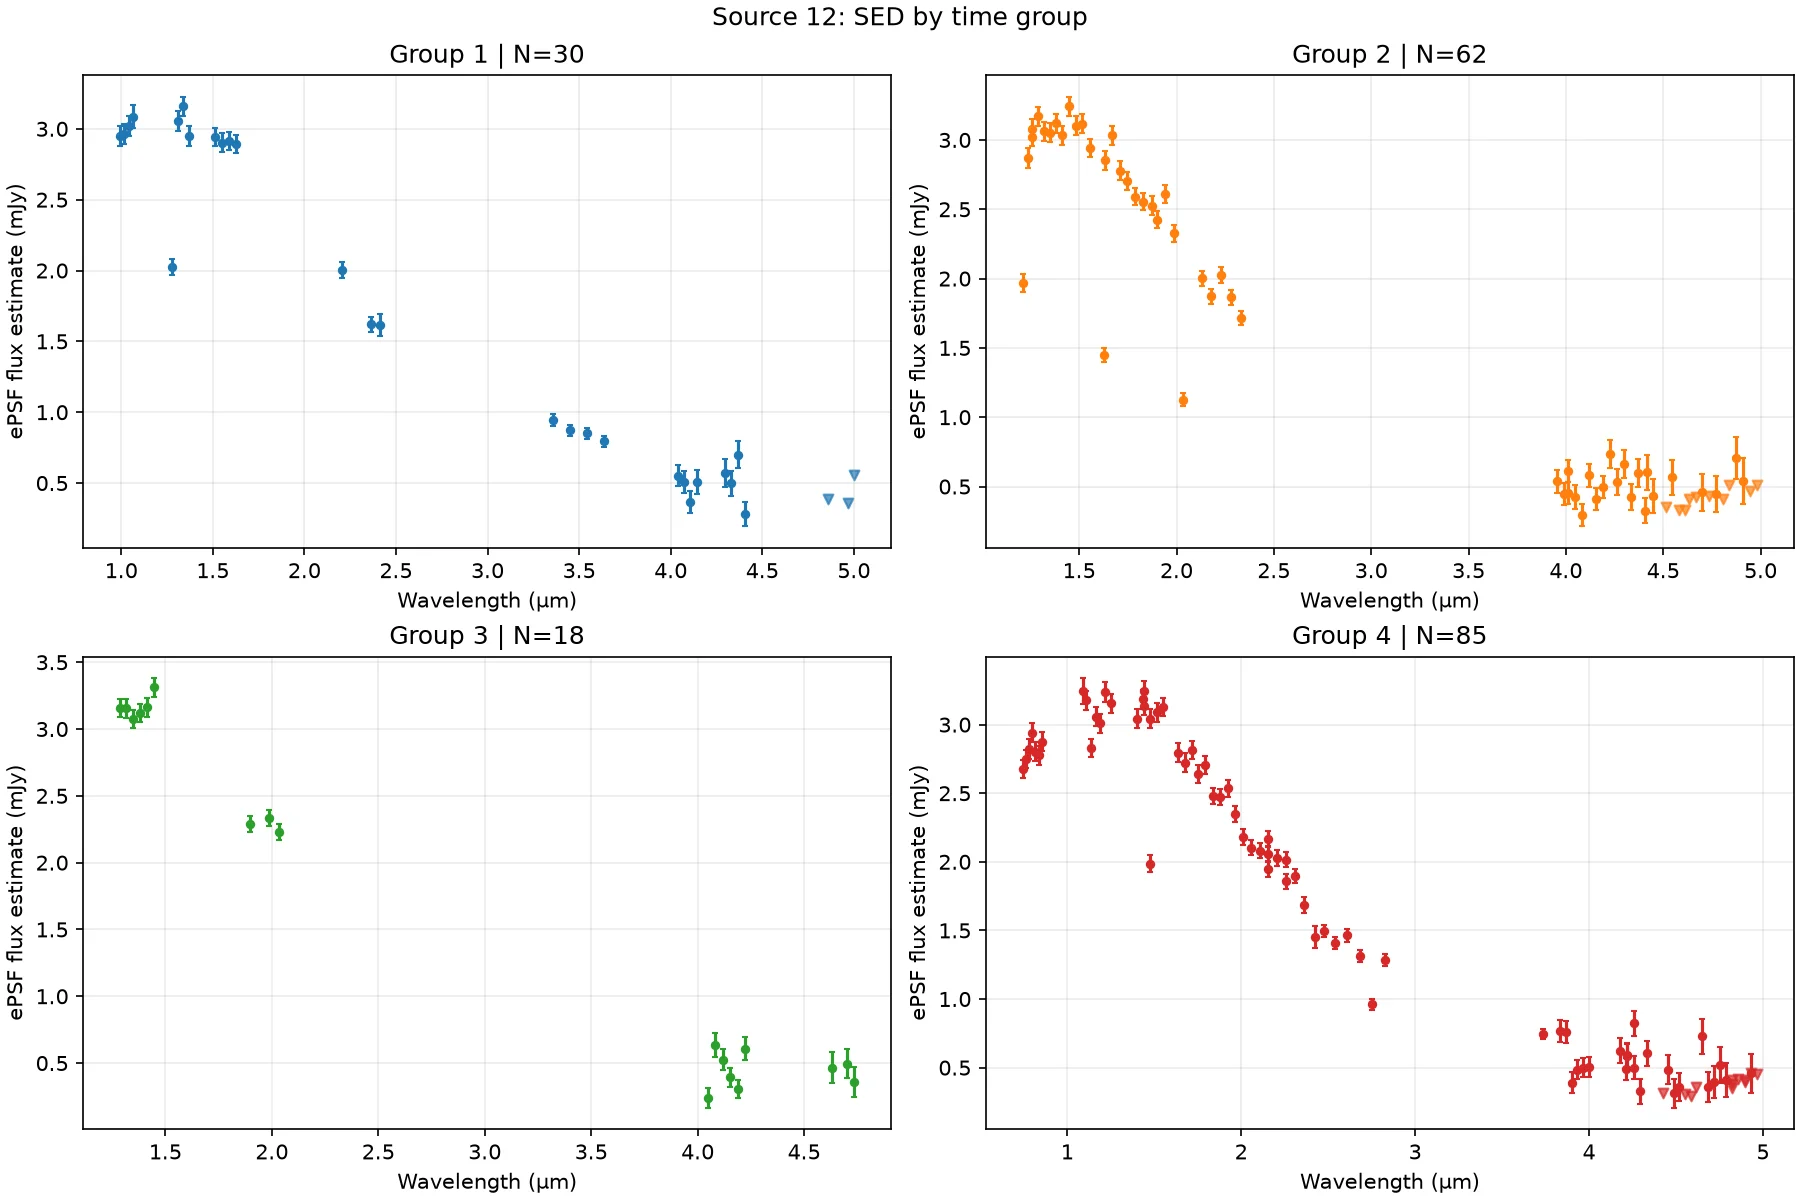 Source 12: SED by time group
Group 1 | N=30
ePSF flux estimate (mJy)
3.0
2.5
2.0
1.5
1.0
0.5
1.0 1.5 2.0 2.5 3.0 3.5 4.0 4.5 5.0
Wavelength (μm)
Group 2 | N=62
ePSF flux estimate (mJy)
3.0
2.5
2.0
1.5
1.0
0.5
1.5 2.0 2.5 3.0 3.5 4.0 4.5 5.0
Wavelength (μm)
Group 3 | N=18
ePSF flux estimate (mJy)
3.5
3.0
2.5
2.0
1.5
1.0
0.5
1.5 2.0 2.5 3.0 3.5 4.0 4.5
Wavelength (μm)
Group 4 | N=85
ePSF flux estimate (mJy)
3.0
2.5
2.0
1.5
1.0
0.5
1 2 3 4 5
Wavelength (μm)